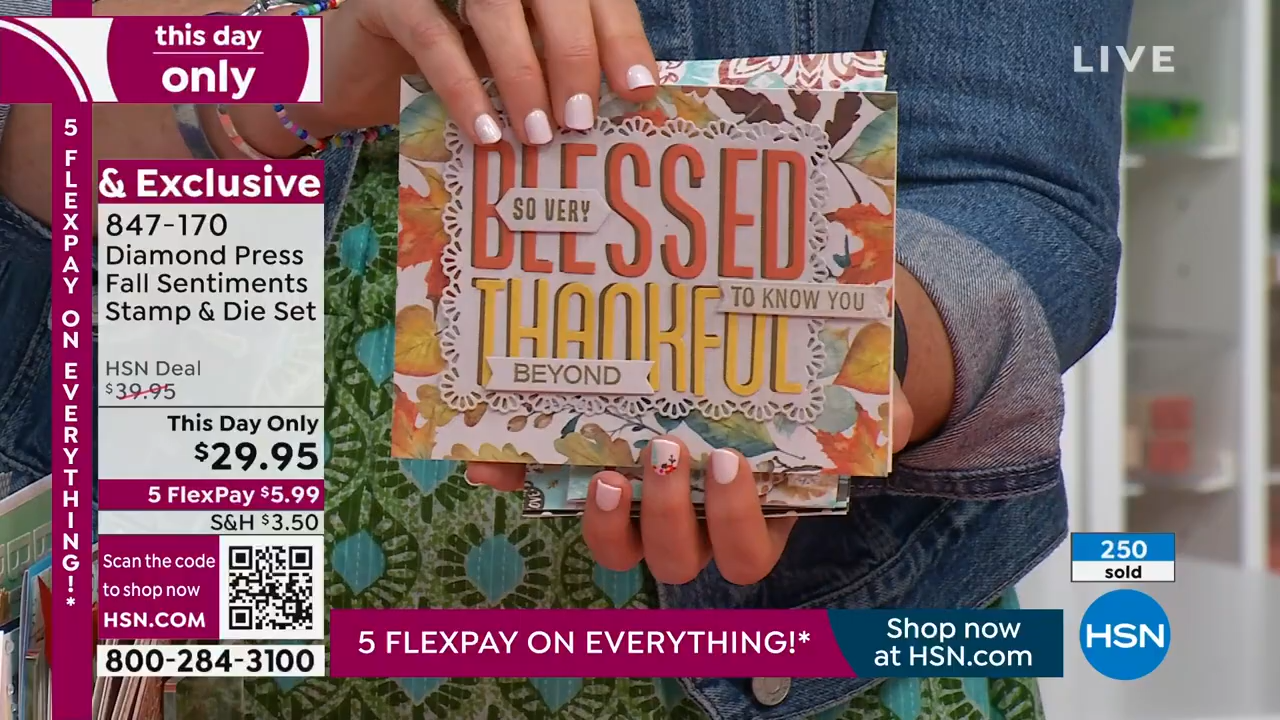 this day
only
LIVE
5 FLEXPAY ON EVERYTHING!*
& Exclusive
847-170
Diamond Press
Fall Sentiments
Stamp & Die Set
HSN Deal
$39.95
This Day Only
$29.95
5 FlexPay $5.99
S&H $3.50
Scan the code
to shop now
HSN.COM
800-284-3100
BLESSED
SO VERY
THANKFUL
TO KNOW YOU
BEYOND
250
sold
5 FLEXPAY ON EVERYTHING!*
Shop now
at HSN.com
HSN